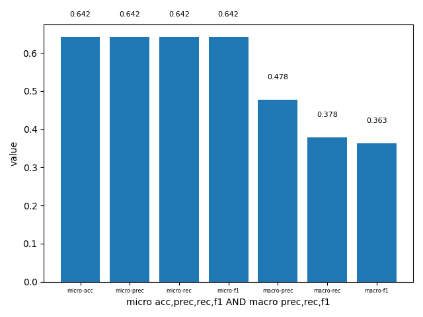 0.642 0.642 0.642 0.642
0.478
0.378
0.363
0.6
0.5
0.4
0.3
0.2
0.1
0.0
value
micro-acc micro-prec micro-rec micro-f1 macro-prec macro-rec macro-f1
micro acc,prec,rec,f1 AND macro prec,rec,f1